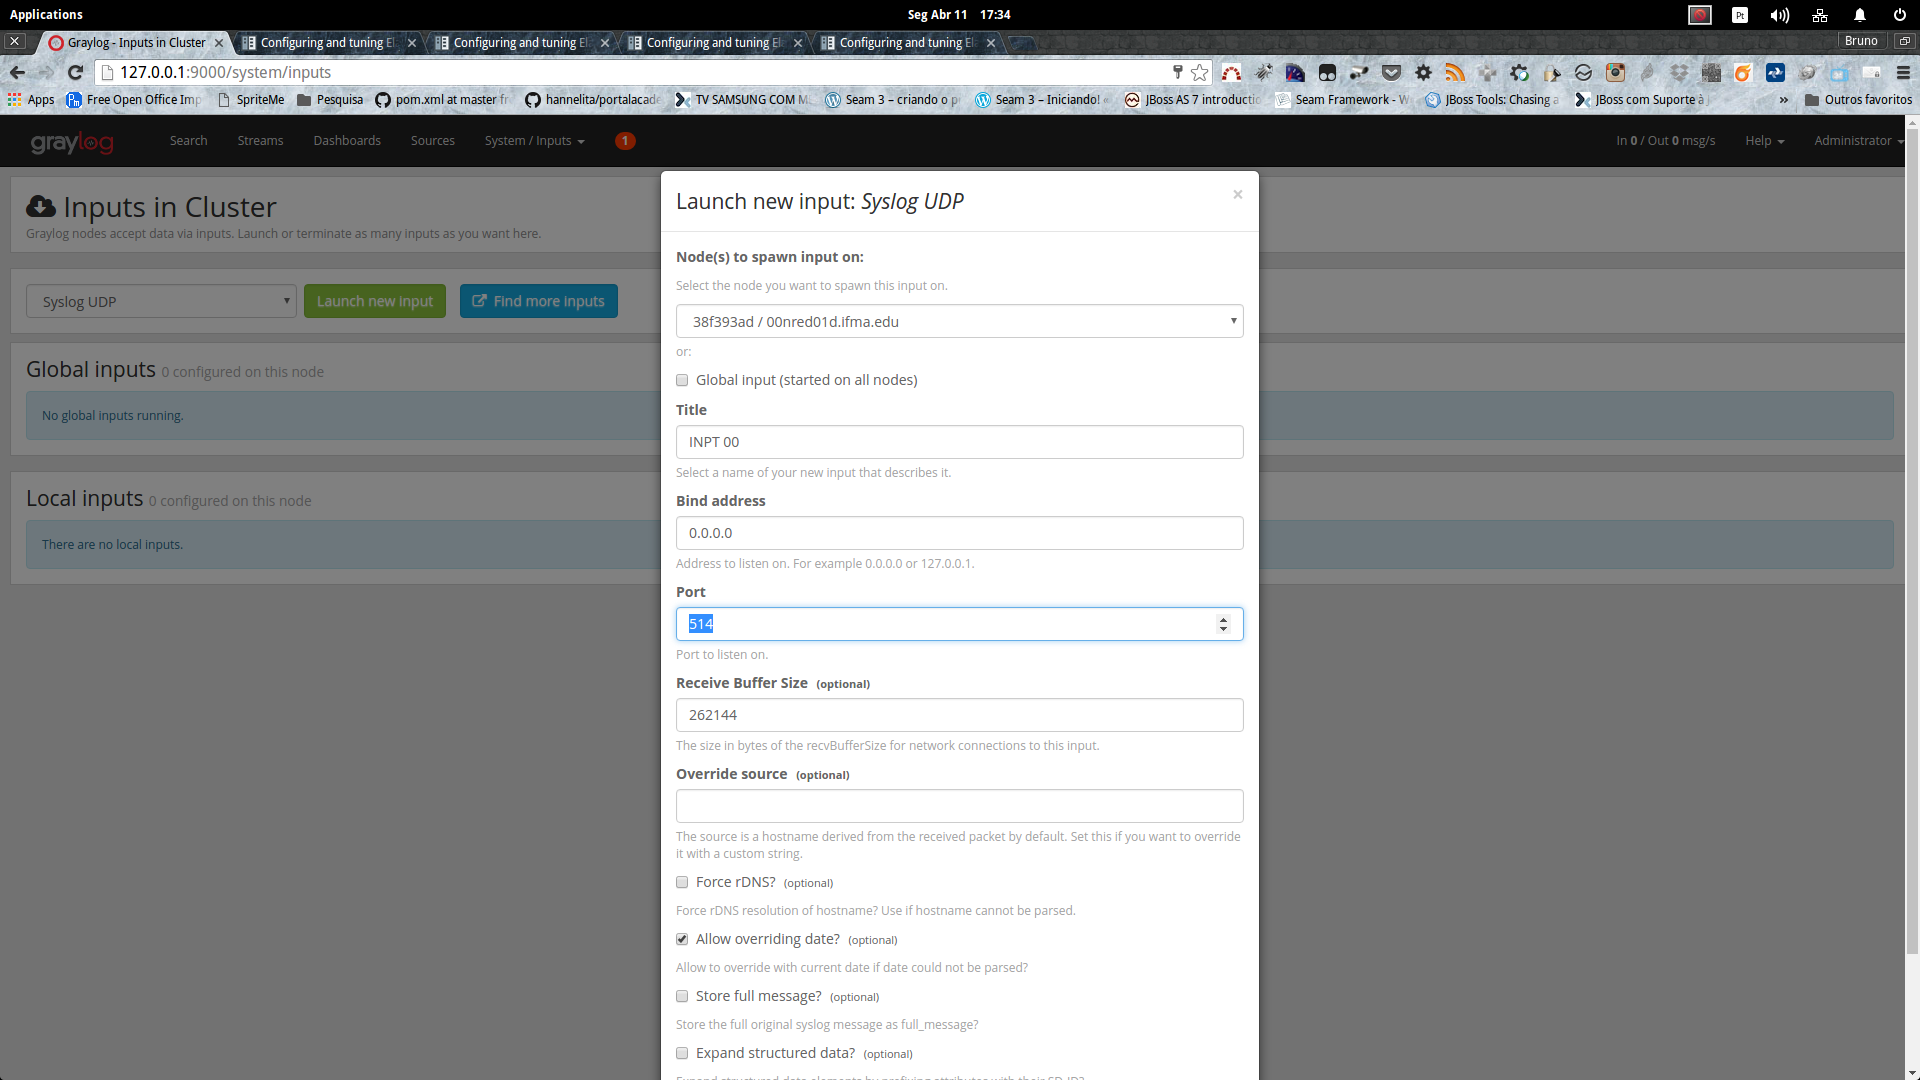 Applications
Seg Abr 11 17:34
Pt
Graylog - Inputs in Cluster
Configuring and tuning El
Configuring and tuning El
Configuring and tuning El
Configuring and tuning El
Bruno
127.0.0.1:9000/system/inputs
Apps
Free Open Office Imp
SpriteMe
Pesquisa
pom.xml at master fr
hannelita/portalacade
TV SAMSUNG COM M
Seam 3 – criando o p
Seam 3 – Iniciando! «
JBoss AS 7 introductio
Seam Framework - W
JBoss Tools: Chasing a
JBoss com Suporte à
»
Outros favoritos
graylog
Search
Streams
Dashboards
Sources
System / Inputs
1
In 0 / Out 0 msg/s
Help
Administrator
Inputs in Cluster
Graylog nodes accept data via inputs. Launch or terminate as many inputs as you want here.
Syslog UDP
Launch new input
Find more inputs
Global inputs 0 configured on this node
No global inputs running.
Local inputs 0 configured on this node
There are no local inputs.
Launch new input: Syslog UDP
×
Node(s) to spawn input on:
Select the node you want to spawn this input on.
38f393ad / 00nred01d.ifma.edu
or:
Global input (started on all nodes)
Title
INPT 00
Select a name of your new input that describes it.
Bind address
0.0.0.0
Address to listen on. For example 0.0.0.0 or 127.0.0.1.
Port
514
Port to listen on.
Receive Buffer Size (optional)
262144
The size in bytes of the recvBufferSize for network connections to this input.
Override source (optional)
The source is a hostname derived from the received packet by default. Set this if you want to override
it with a custom string.
Force rDNS? (optional)
Force rDNS resolution of hostname? Use if hostname cannot be parsed.
Allow overriding date? (optional)
Allow to override with current date if date could not be parsed?
Store full message? (optional)
Store the full original syslog message as full_message?
Expand structured data? (optional)
Expand structured data elements by prefixing attributes with their SD-ID?